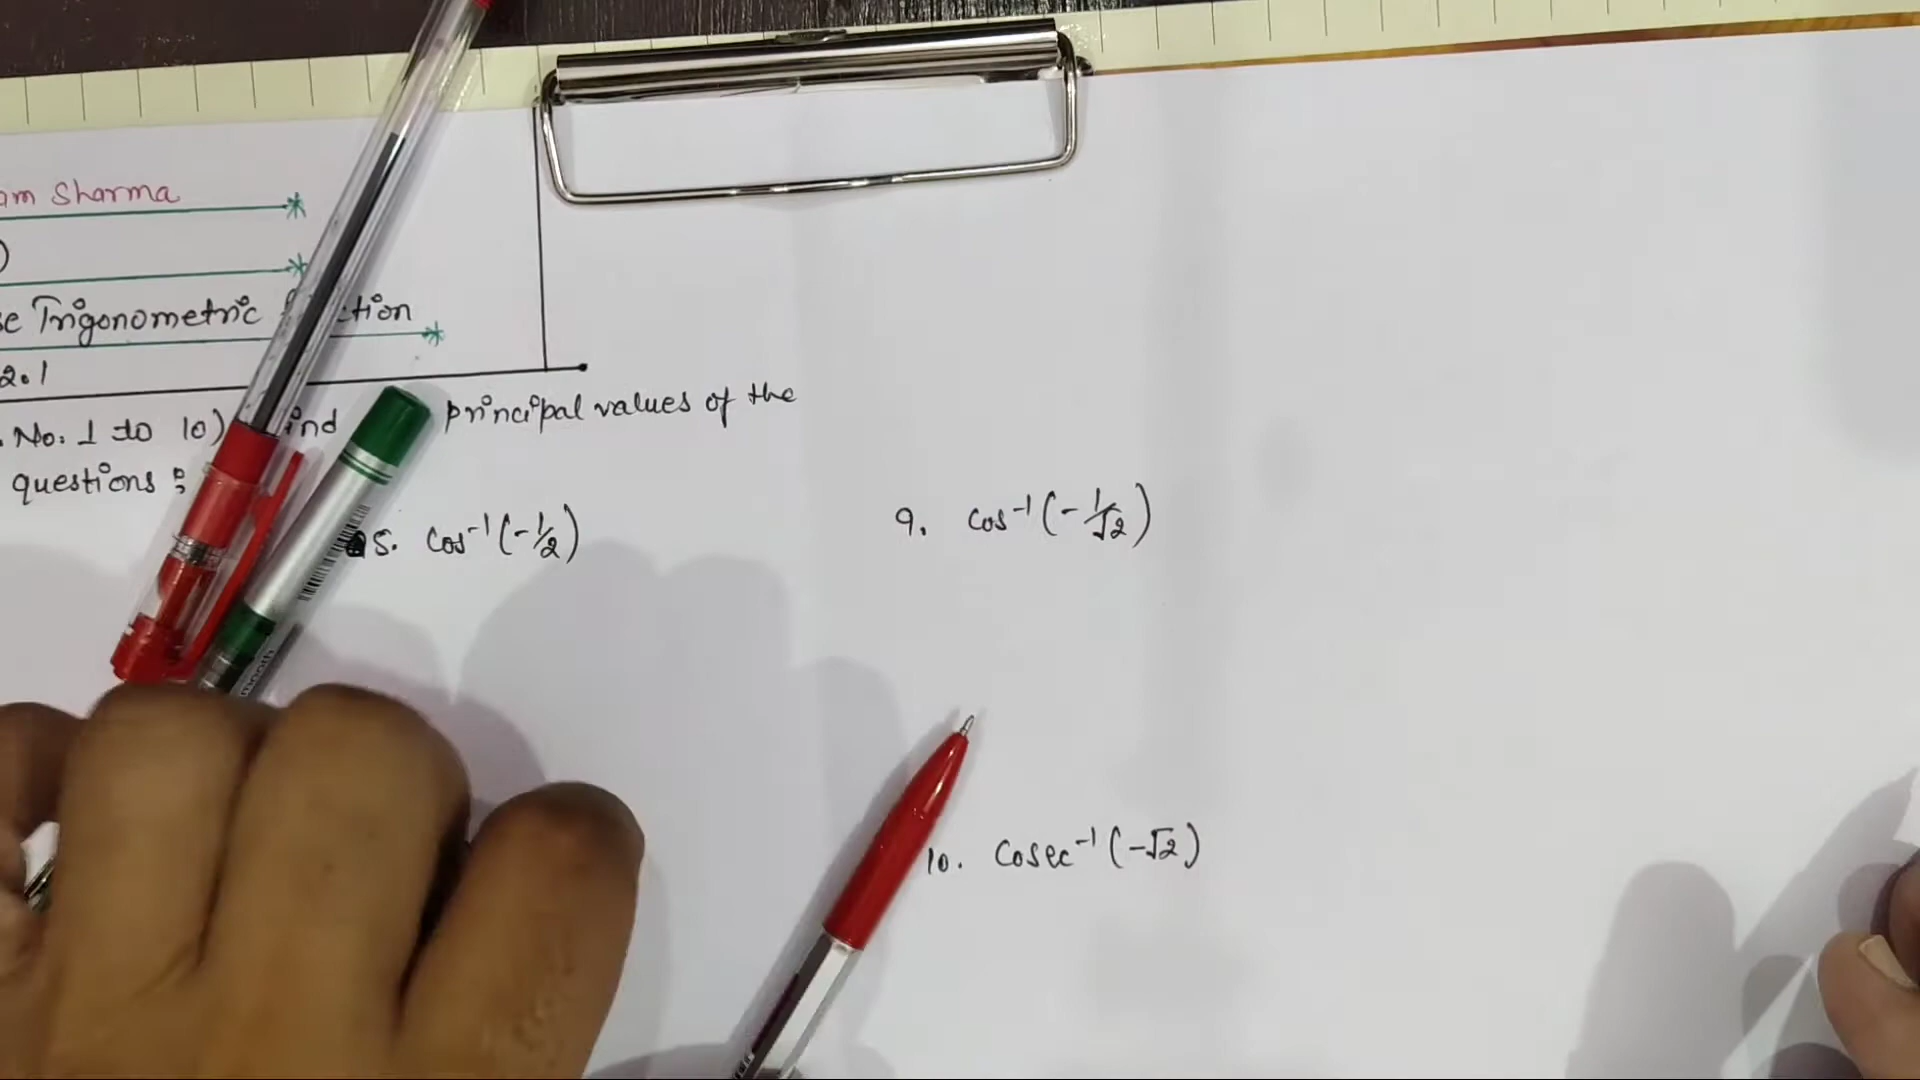 am Sharma
)
se Trigonometric ction
2.1
. No. 1 to 10) ind principal values of the
questions :
5. cos⁻¹(-1/2)
9. cos⁻¹(-1/√2)
10. cosec⁻¹(-√2)
mooth